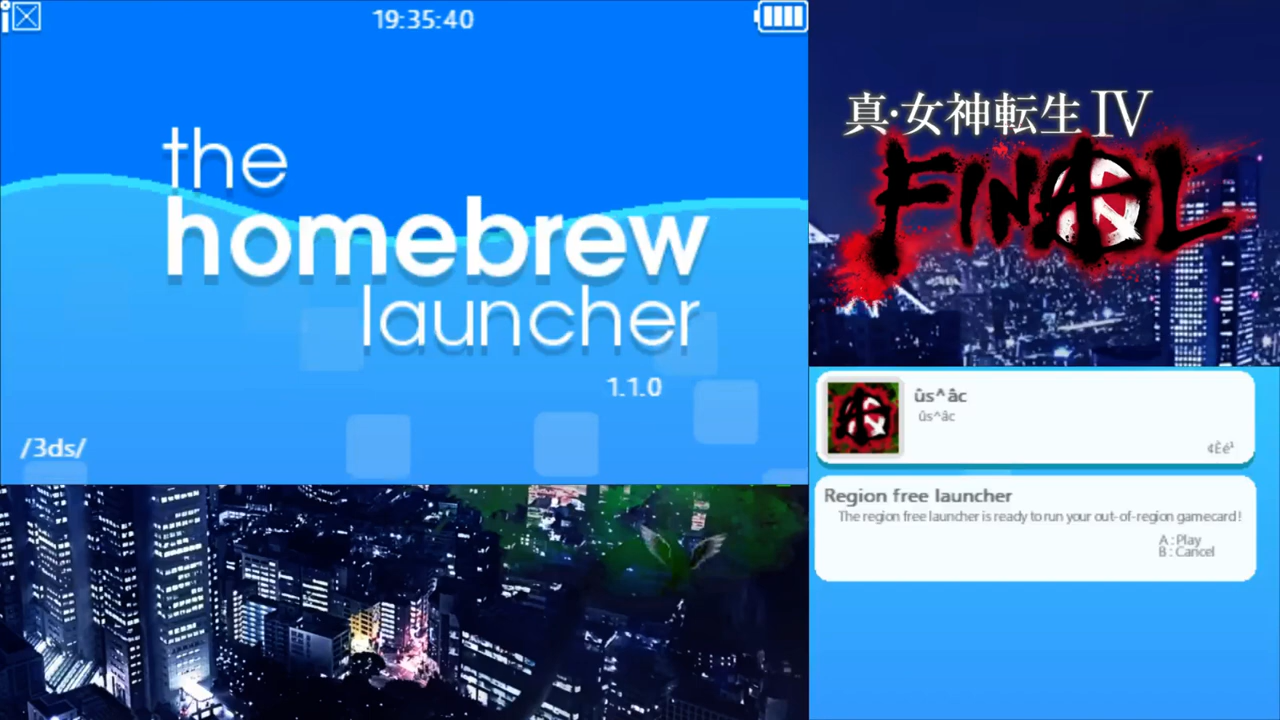 19:35:40
the
homebrew
launcher
1.1.0
/3ds/
真・女神転生IV
FINAL
ûs^âc
ûs^âc
¢Èé¹
Region free launcher
The region free launcher is ready to run your out-of-region gamecard!
A : Play
B : Cancel